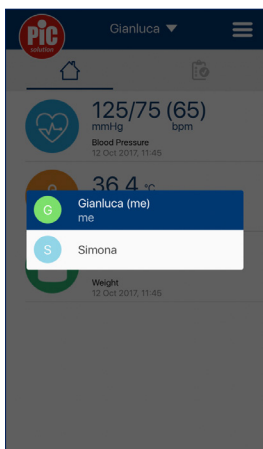 PiC
solution
Gianluca ▼
125/75 (65)
mmHg bpm
Blood Pressure
12 Oct 2017, 11:45
36.4 °C
G
Gianluca (me)
me
S
Simona
Weight
12 Oct 2017, 11:45